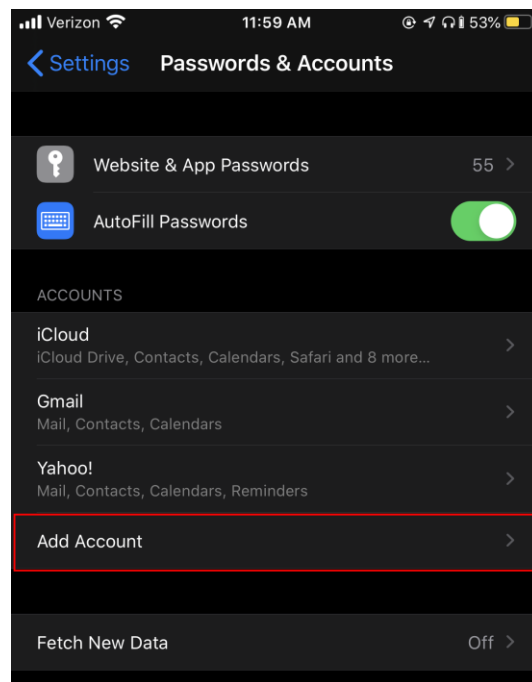 Verizon 11:59 AM 53%
Settings Passwords & Accounts
Website & App Passwords 55
AutoFill Passwords
ACCOUNTS
iCloud
iCloud Drive, Contacts, Calendars, Safari and 8 more...
Gmail
Mail, Contacts, Calendars
Yahoo!
Mail, Contacts, Calendars, Reminders
Add Account
Fetch New Data Off